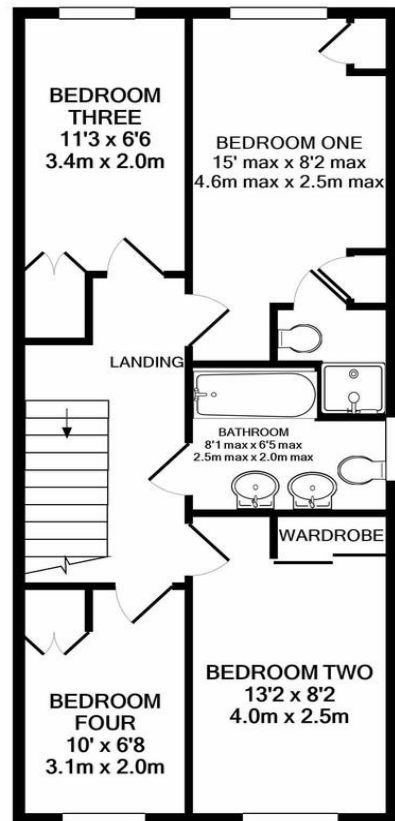 BEDROOM
THREE
11'3 x 6'6
3.4m x 2.0m
BEDROOM ONE
15' max x 8'2 max
4.6m max x 2.5m max
LANDING
BATHROOM
8'1 max x 6'5 max
2.5m max x 2.0m max
WARDROBE
BEDROOM TWO
13'2 x 8'2
4.0m x 2.5m
BEDROOM
FOUR
10' x 6'8
3.1m x 2.0m